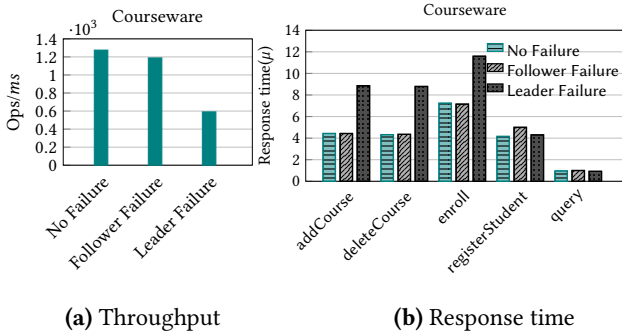 Courseware
·10³
Ops/ms
1.4
1.2
1
0.8
0.6
0.4
0.2
0
No Failure
Follower Failure
Leader Failure
(a) Throughput
Courseware
Response time(μ)
14
12
10
8
6
4
2
0
No Failure
Follower Failure
Leader Failure
addCourse
deleteCourse
enroll
registerStudent
query
(b) Response time